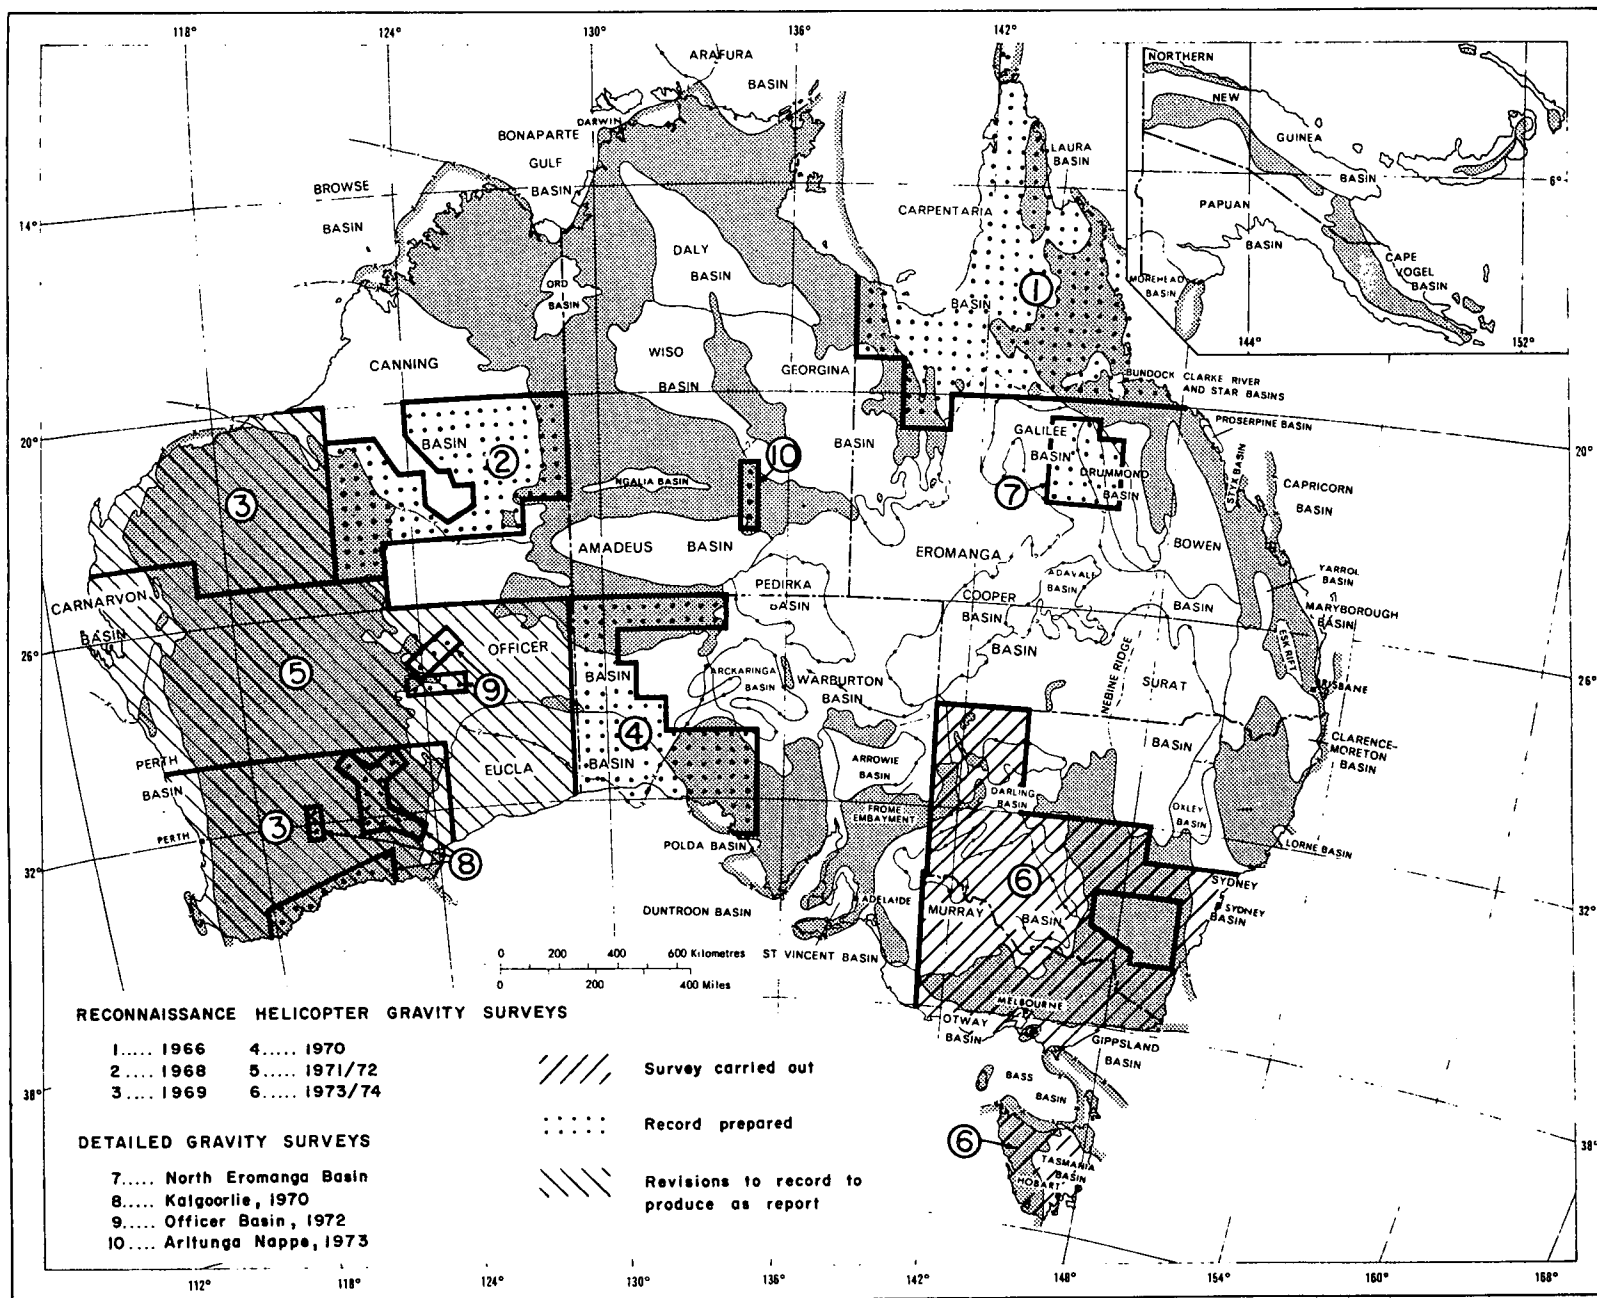 118° 124° 130° 136° 142°
ARAFURA
BASIN
DARWIN
BONAPARTE
GULF
BASIN
BROWSE
BASIN
14°
LAURA
BASIN
CARPENTARIA
BASIN
1
DALY
BASIN
ORD
BASIN
NORTHERN
NEW
GUINEA
BASIN
6°
PAPUAN
BASIN
CAPE
VOGEL
BASIN
MOREHEAD
BASIN
144° 152°
CANNING
BASIN
2
WISO
BASIN
GEORGINA
BASIN
BUNDOCK CLARKE RIVER
AND STAR BASINS
PROSERPINE BASIN
20°
20°
GALILEE
BASIN
DRUMMOND
BASIN
7
STYX BASIN
CAPRICORN
BASIN
3
10
NGALIA BASIN
AMADEUS BASIN
EROMANGA
BASIN
BOWEN
BASIN
YARROL
BASIN
MARYBOROUGH
BASIN
ESK RIFT
CARNARVON
BASIN
PEDIRKA
BASIN
COOPER
BASIN
ADAVALE
BASIN
26°
26°
5
OFFICER
BASIN
9
ARCKARINGA
BASIN
WARBURTON
BASIN
NEBINE RIDGE
SURAT
BASIN
BRISBANE
CLARENCE-
MORETON
BASIN
4
PERTH
BASIN
EUCLA
BASIN
ARROWIE
BASIN
FROME
EMBAYMENT
DARLING
BASIN
OXLEY
BASIN
PERTH
3
8
POLDA BASIN
LORNE BASIN
32°
32°
DUNTROON BASIN
ADELAIDE
MURRAY
BASIN
6
SYDNEY
SYDNEY
BASIN
ST VINCENT BASIN
0 200 400 600 Kilometres
0 200 400 Miles
MELBOURNE
OTWAY
BASIN
GIPPSLAND
BASIN
BASS
BASIN
6
TASMANIA
BASIN
HOBART
38°
38°
RECONNAISSANCE HELICOPTER GRAVITY SURVEYS
1..... 1966 4..... 1970
2.... 1968 5..... 1971/72
3.... 1969 6..... 1973/74
DETAILED GRAVITY SURVEYS
7..... North Eromanga Basin
8..... Kalgoorlie, 1970
9..... Officer Basin, 1972
10.... Arltunga Nappe, 1973
Survey carried out
Record prepared
Revisions to record to
produce as report
112° 118° 124° 130° 136° 142° 148° 154° 160° 168°